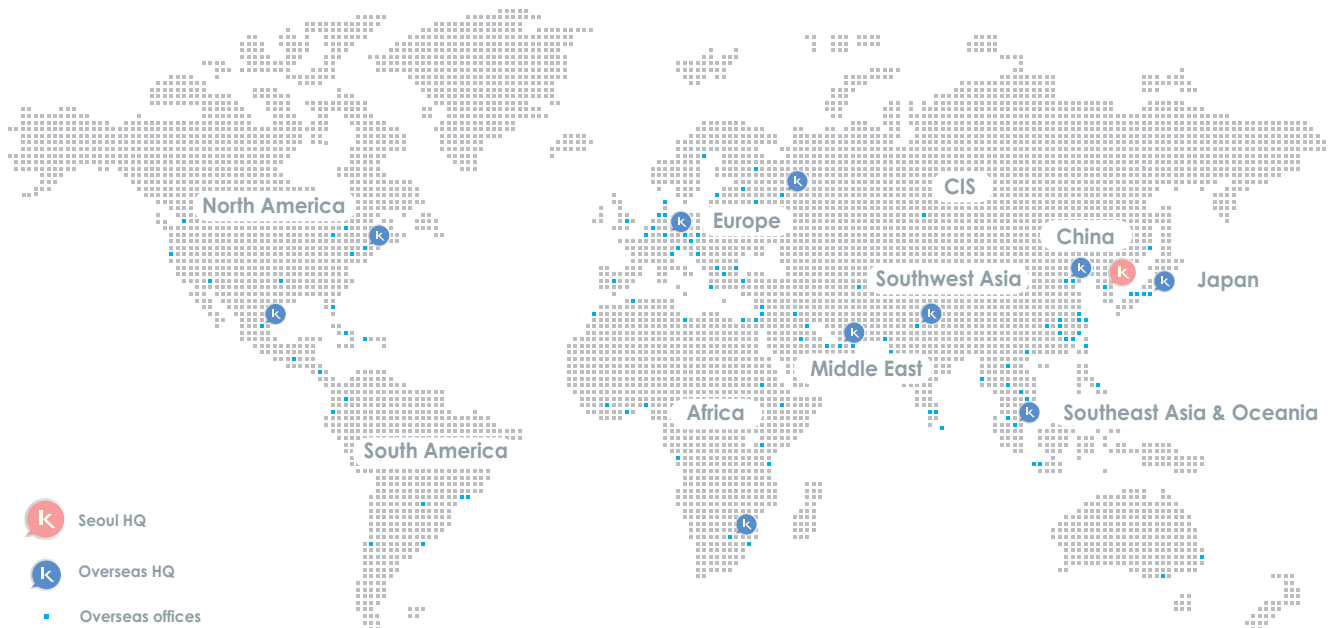 CIS
North America
Europe
China
Southwest Asia
Japan
Middle East
Africa
Southeast Asia & Oceania
South America
k Seoul HQ
k Overseas HQ
Overseas offices